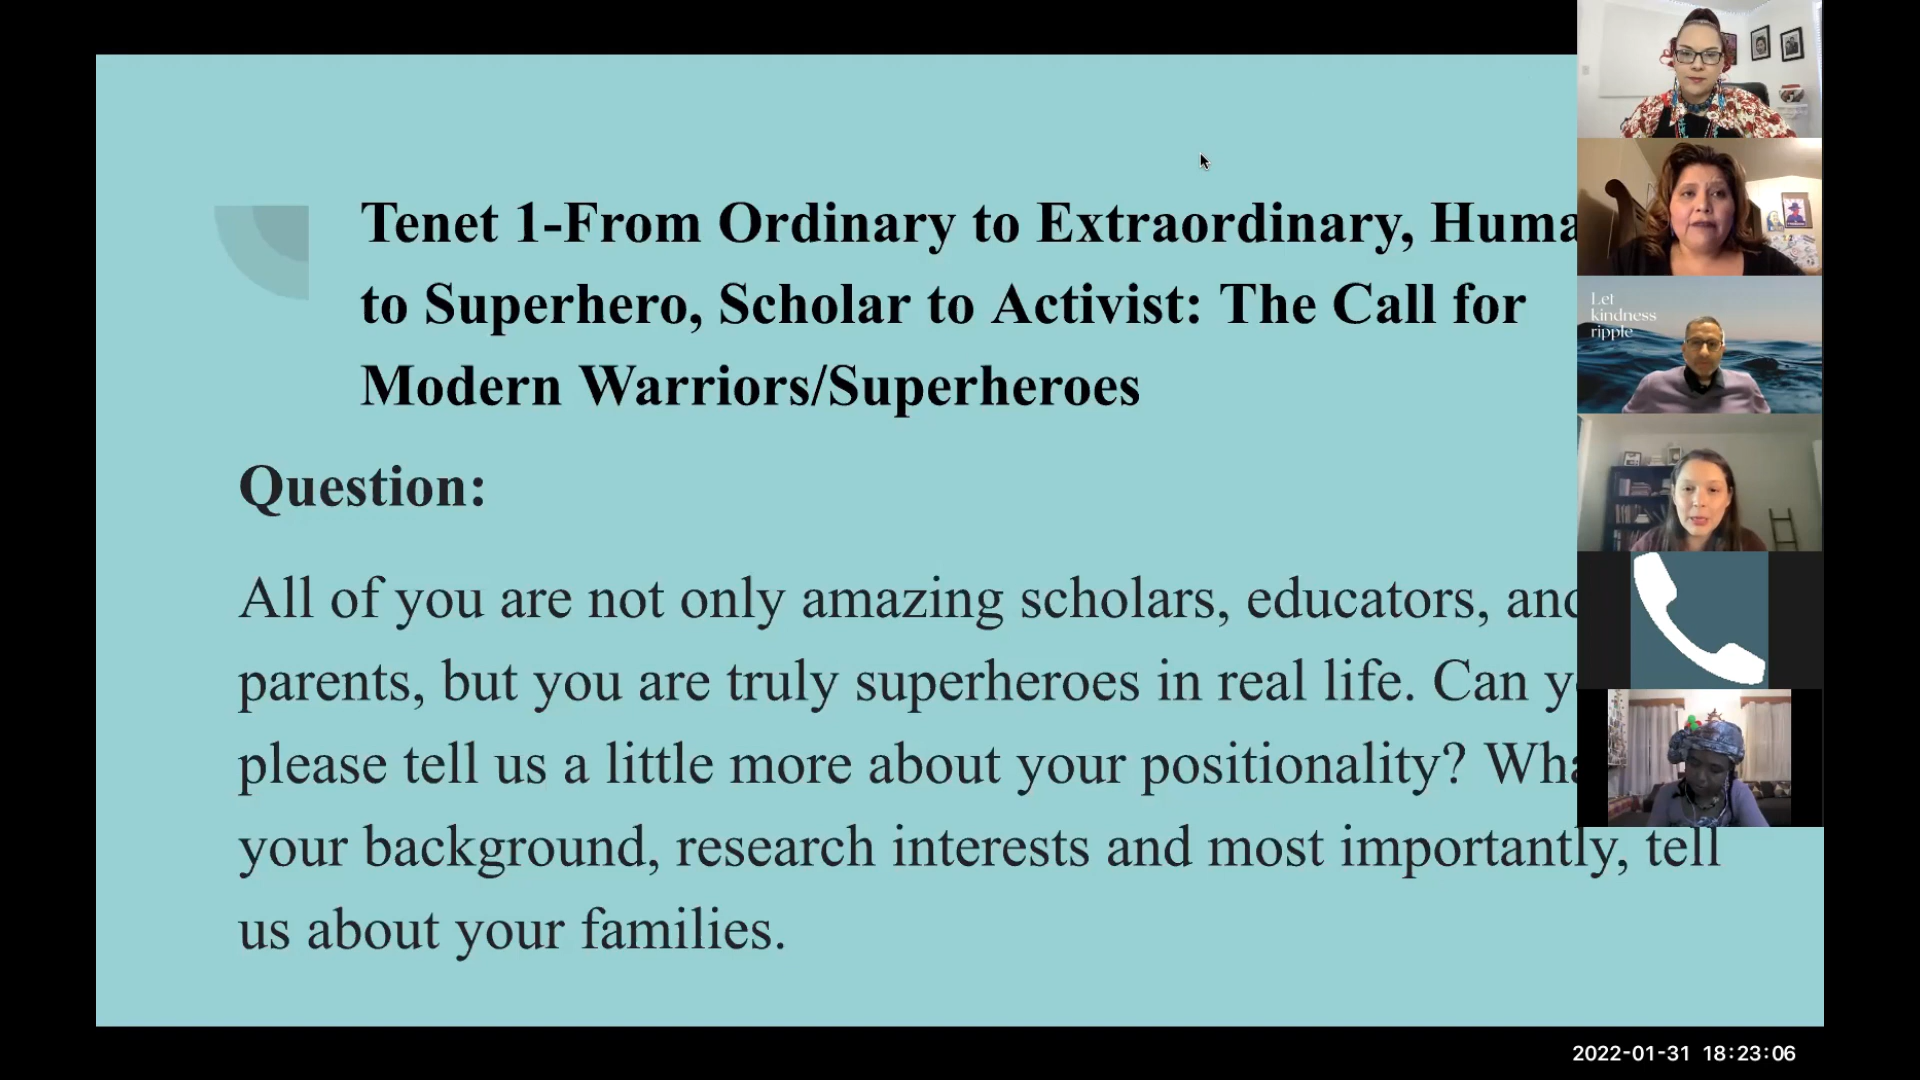 Tenet 1-From Ordinary to Extraordinary, Huma
to Superhero, Scholar to Activist: The Call for
Modern Warriors/Superheroes
Question:
All of you are not only amazing scholars, educators, and
parents, but you are truly superheroes in real life. Can y
please tell us a little more about your positionality? Wha
your background, research interests and most importantly, tell
us about your families.
Let
kindness
ripple
2022-01-31 18:23:06